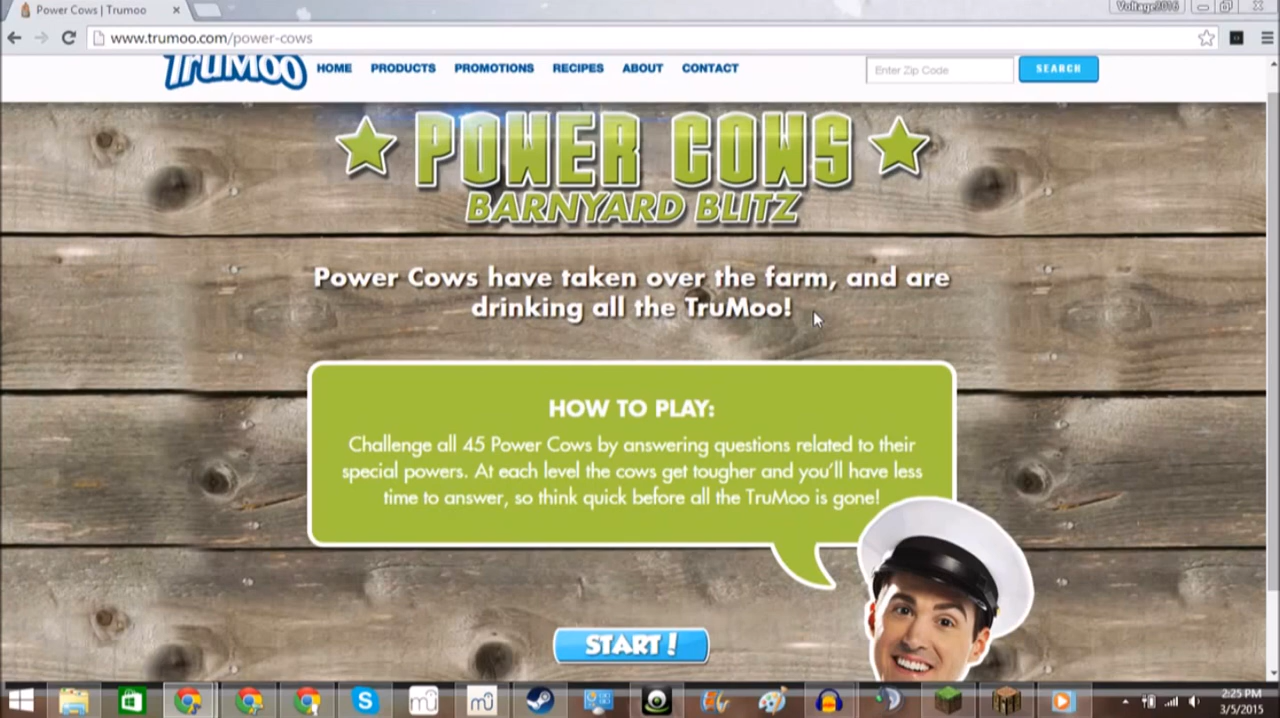 Power Cows | Trumoo
Voltage2016
www.trumoo.com/power-cows
TruMoo HOME PRODUCTS PROMOTIONS RECIPES ABOUT CONTACT Enter Zip Code SEARCH
POWER COWS
BARNYARD BLITZ
Power Cows have taken over the farm, and are
drinking all the TruMoo!
HOW TO PLAY:
Challenge all 45 Power Cows by answering questions related to their
special powers. At each level the cows get tougher and you'll have less
time to answer, so think quick before all the TruMoo is gone!
START!
2:25 PM
3/5/2015